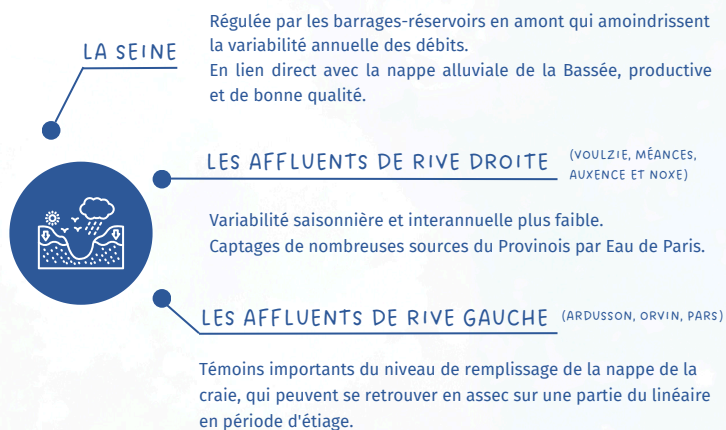 LA SEINE
Régulée par les barrages-réservoirs en amont qui amoindrissent
la variabilité annuelle des débits.
En lien direct avec la nappe alluviale de la Bassée, productive
et de bonne qualité.
LES AFFLUENTS DE RIVE DROITE (VOULZIE, MÉANCES,
AUXENCE ET NOXE)
Variabilité saisonnière et interannuelle plus faible.
Captages de nombreuses sources du Provinois par Eau de Paris.
LES AFFLUENTS DE RIVE GAUCHE (ARDUSSON, ORVIN, PARS)
Témoins importants du niveau de remplissage de la nappe de la
craie, qui peuvent se retrouver en assec sur une partie du linéaire
en période d'étiage.